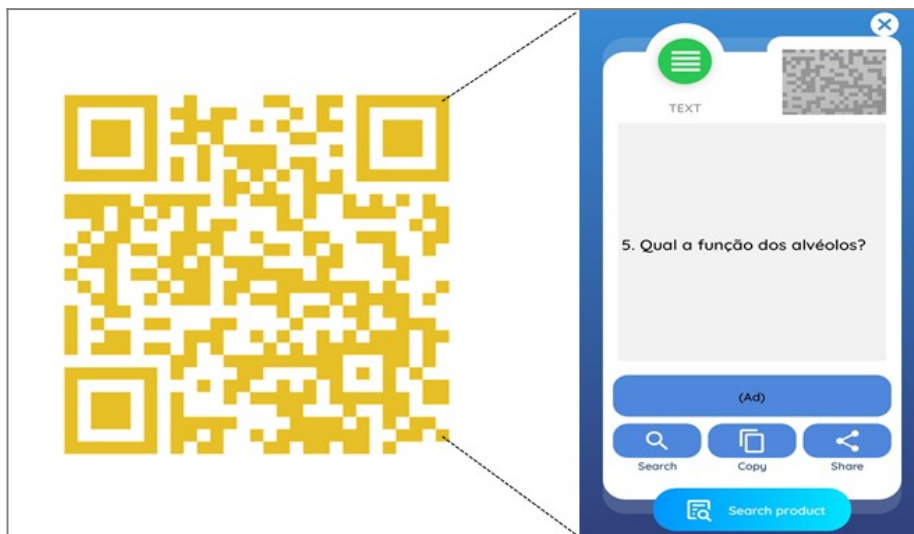 TEXT
5. Qual a função dos alvéolos?
(Ad)
Search
Copy
Share
Search product